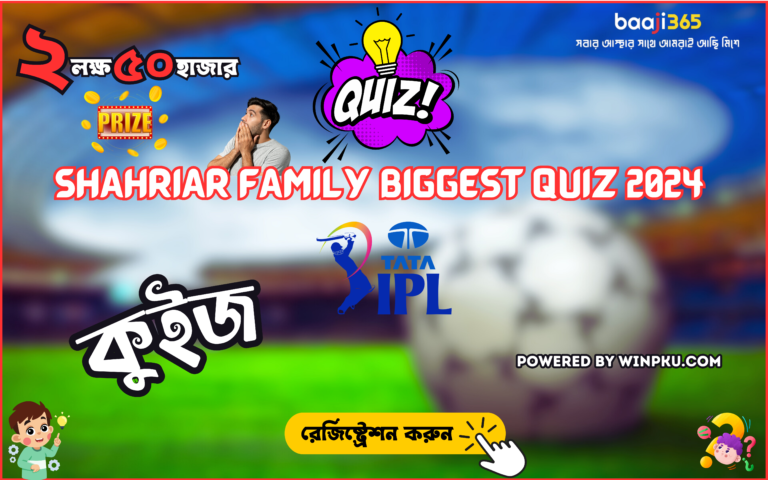 baaji365
সবার আস্থার সাথে আমরাই আছি মিশে
২ লক্ষ ৫০ হাজার
PRIZE
QUIZ!
SHAHRIAR FAMILY BIGGEST QUIZ 2024
TATA
IPL
কুইজ
POWERED BY WINPKU.COM
রেজিষ্ট্রেশন করুন